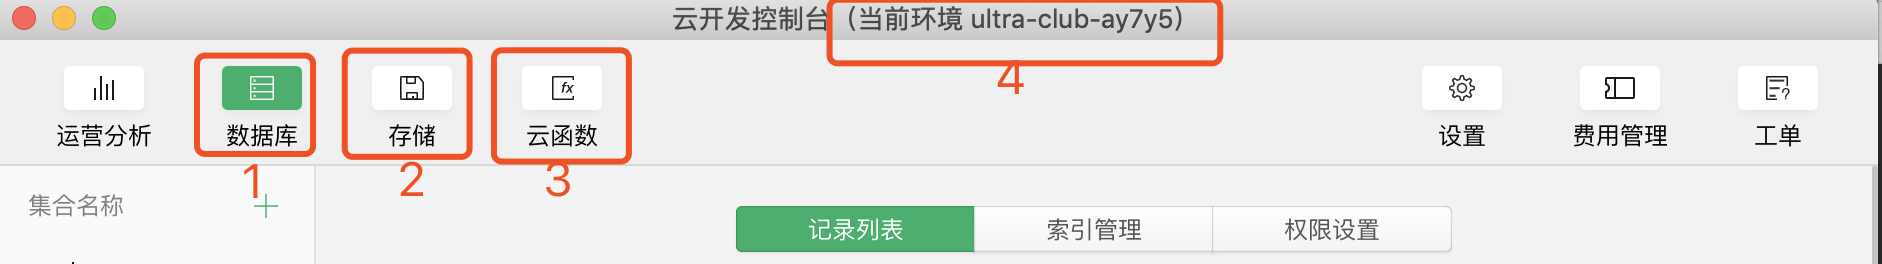 云开发控制台（当前环境 ultra-club-ay7y5）
4
运营分析
数据库
存储
fx
云函数
设置
费用管理
?
工单
1
2
3
集合名称
记录列表
索引管理
权限设置